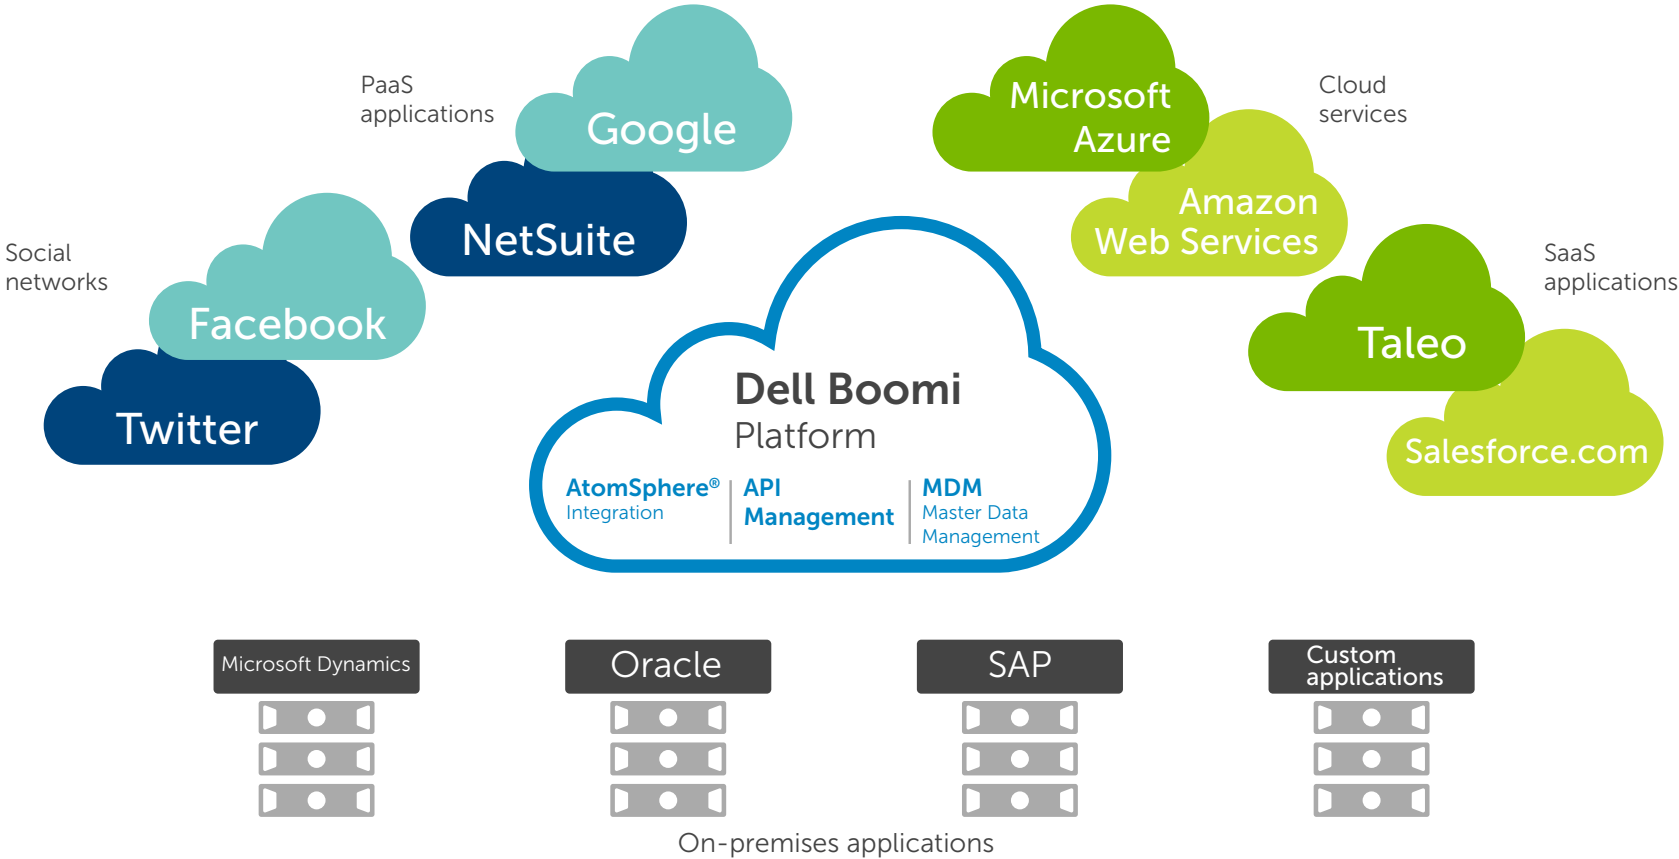 PaaS
applications
Google
NetSuite
Social
networks
Facebook
Twitter
Microsoft
Azure
Cloud
services
Amazon
Web Services
SaaS
applications
Taleo
Salesforce.com
Dell Boomi
Platform
AtomSphere®
Integration
API
Management
MDM
Master Data
Management
Microsoft Dynamics
Oracle
SAP
Custom
applications
On-premises applications